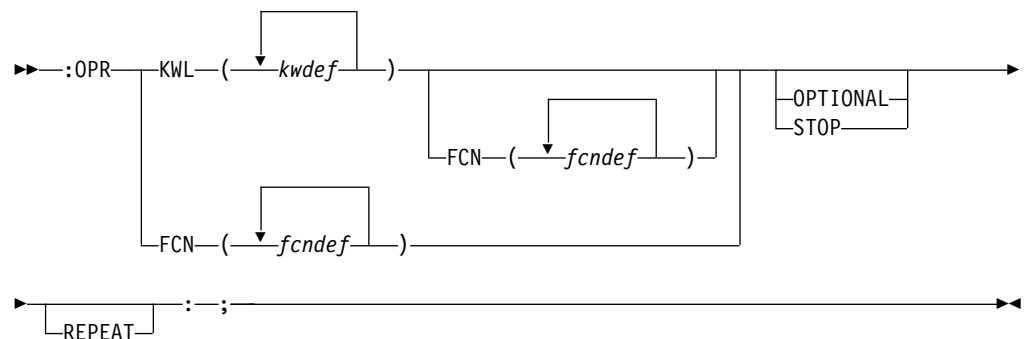 :OPR KWL ( kwdef )
OPTIONAL
STOP
FCN ( fcndef )
FCN ( fcndef )
: ;
REPEAT